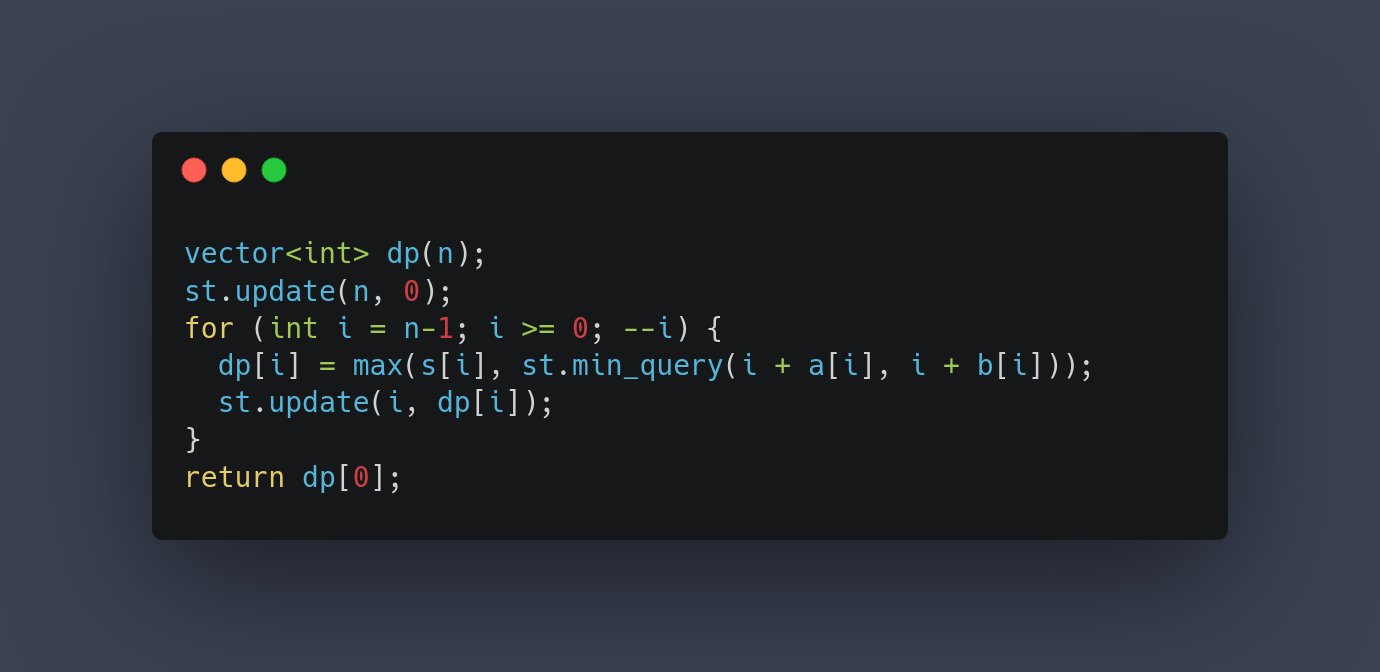 vector<int> dp(n);
st.update(n, 0);
for (int i = n-1; i >= 0; --i) {
  dp[i] = max(s[i], st.min_query(i + a[i], i + b[i]));
  st.update(i, dp[i]);
}
return dp[0];